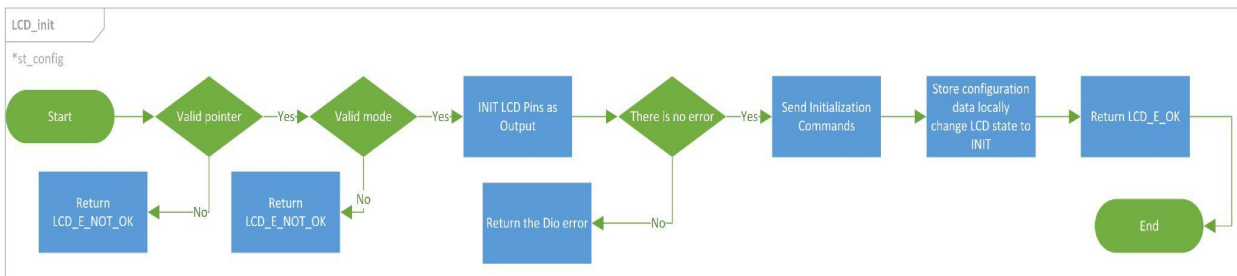 LCD_init
*st_config
Start
Valid pointer
Yes
Valid mode
Yes
INIT LCD Pins as
Output
There is no error
Yes
Send Initialization
Commands
Store configuration
data locally
change LCD state to
INIT
Return LCD_E_OK
No
Return
LCD_E_NOT_OK
No
Return
LCD_E_NOT_OK
No
Return the Dio error
End